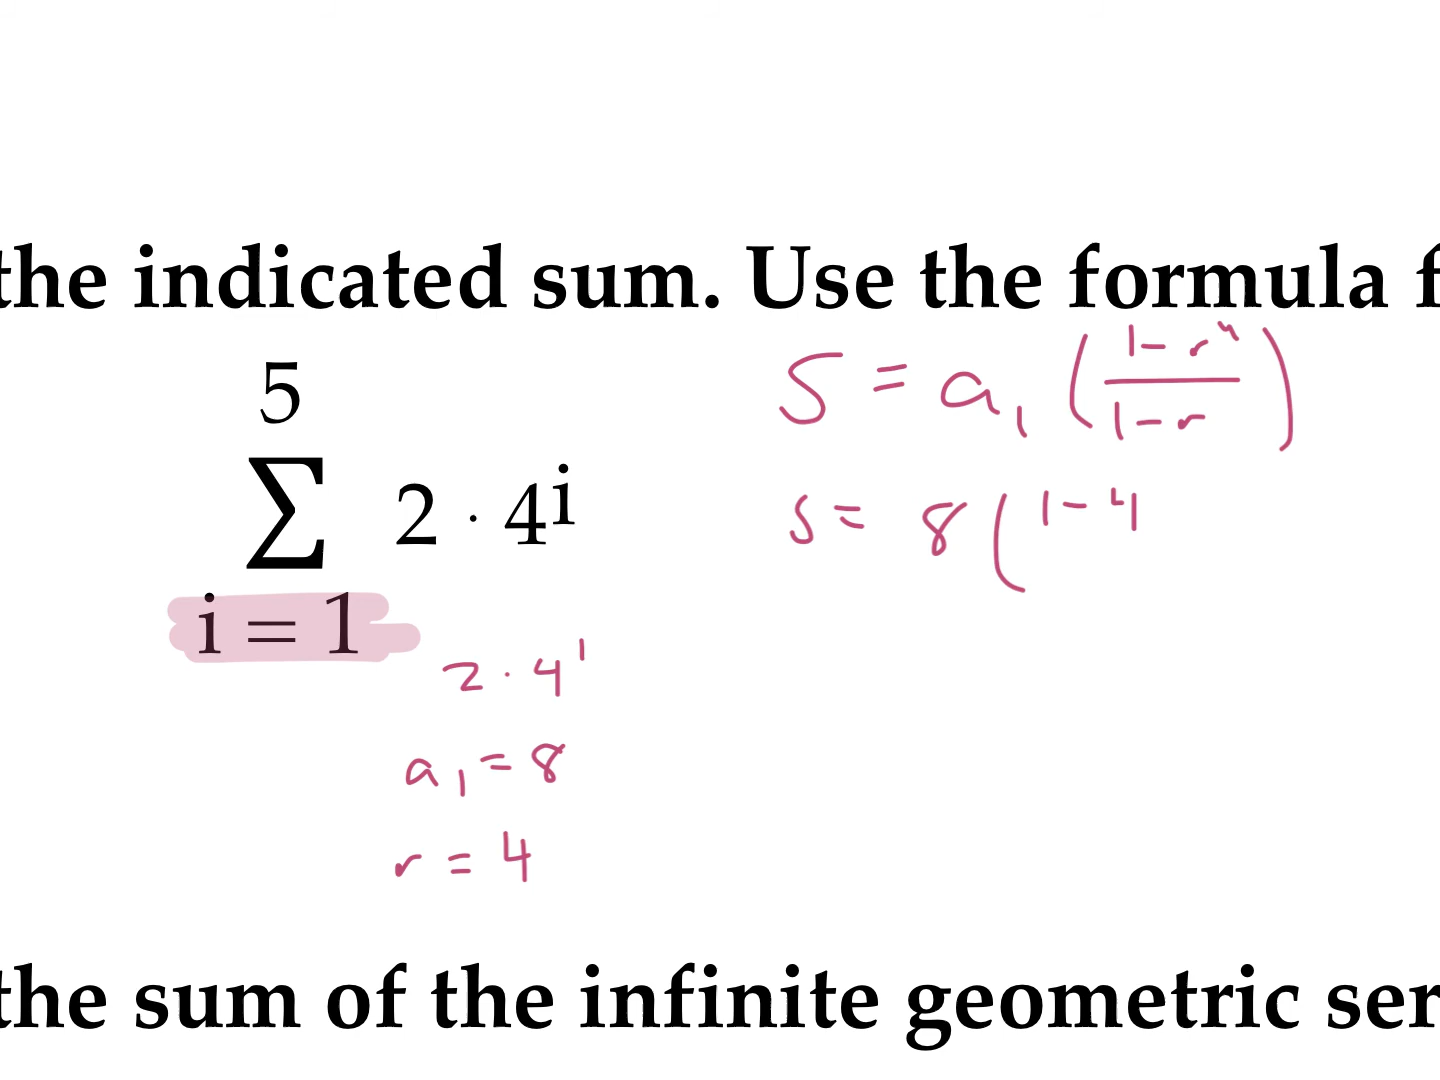 the indicated sum. Use the formula f
S = a₁ (1 - rⁿ / 1 - r)
5
∑ 2 · 4ⁱ
i = 1
S = 8 ( 1 - 4
2 · 4¹
a₁ = 8
r = 4
the sum of the infinite geometric ser